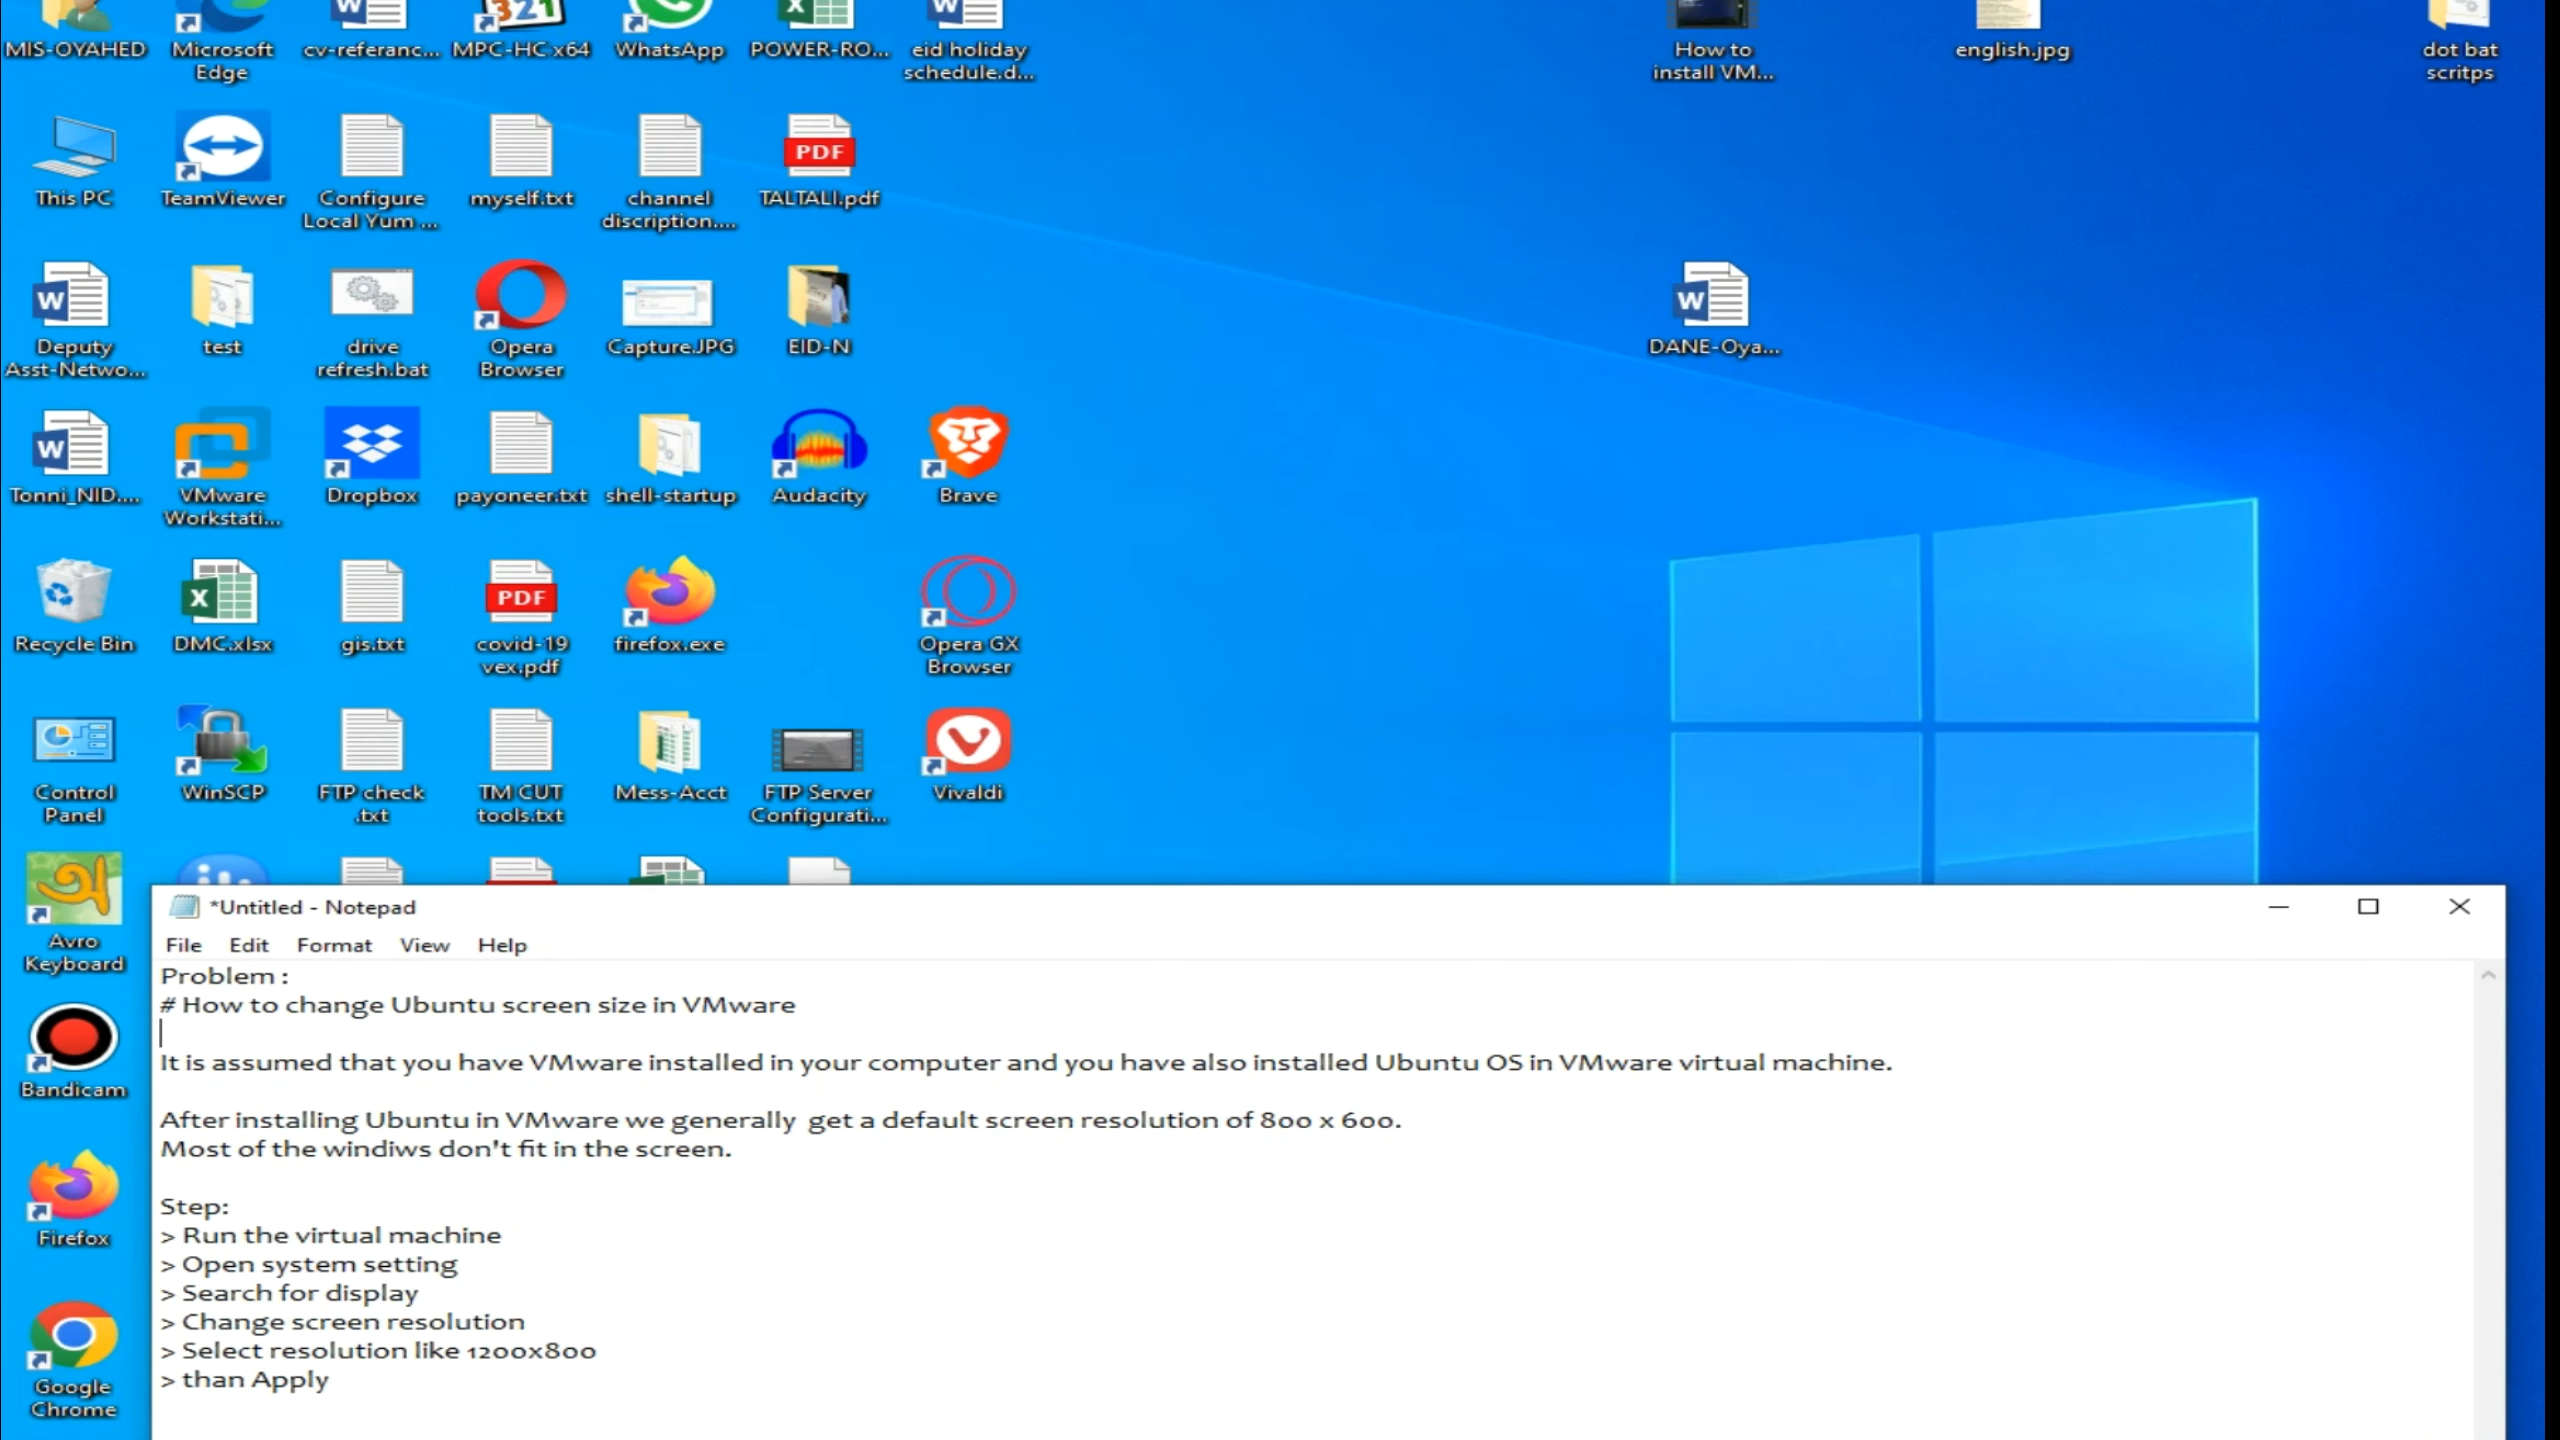 MIS-OYAHED
Microsoft
Edge
cv-referanc...
MPC-HC x64
WhatsApp
POWER-RO...
eid holiday
schedule.d...
How to
install VM...
english.jpg
dot bat
scritps
This PC
TeamViewer
Configure
Local Yum ...
myself.txt
channel
discription....
PDF
TALTALI.pdf
Deputy
Asst-Netwo...
test
drive
refresh.bat
Opera
Browser
Capture.JPG
EID-N
DANE-Oya...
Tonni_NID....
VMware
Workstati...
Dropbox
payoneer.txt
shell-startup
Audacity
Brave
Recycle Bin
DMC.xlsx
gis.txt
PDF
covid-19
vex.pdf
firefox.exe
Opera GX
Browser
Control
Panel
WinSCP
FTP check
.txt
TM CUT
tools.txt
Mess-Acct
FTP Server
Configurati...
Vivaldi
অ
Avro
Keyboard
Bandicam
Firefox
Google
Chrome
*Untitled - Notepad
File Edit Format View Help
Problem :
# How to change Ubuntu screen size in VMware
It is assumed that you have VMware installed in your computer and you have also installed Ubuntu OS in VMware virtual machine.
After installing Ubuntu in VMware we generally  get a default screen resolution of 800 x 600.
Most of the windiws don't fit in the screen.
Step:
> Run the virtual machine
> Open system setting
> Search for display
> Change screen resolution
> Select resolution like 1200x800
> than Apply